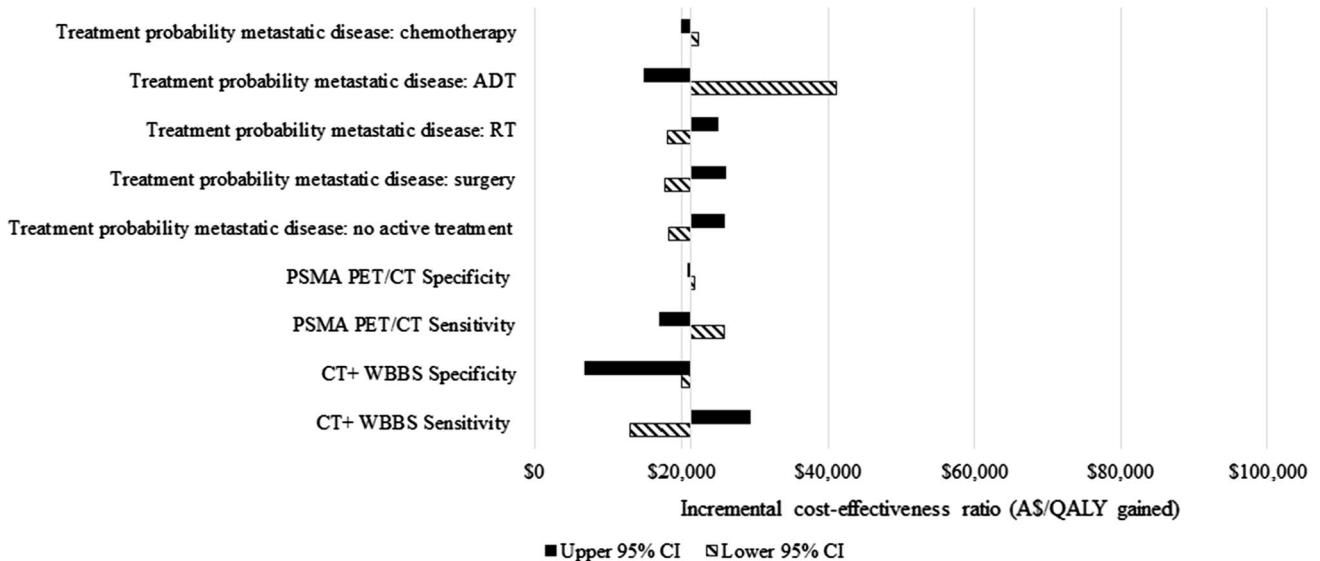 Treatment probability metastatic disease: chemotherapy
Treatment probability metastatic disease: ADT
Treatment probability metastatic disease: RT
Treatment probability metastatic disease: surgery
Treatment probability metastatic disease: no active treatment
PSMA PET/CT Specificity
PSMA PET/CT Sensitivity
CT+ WBBS Specificity
CT+ WBBS Sensitivity
$0 $20,000 $40,000 $60,000 $80,000 $100,000
Incremental cost-effectiveness ratio (A$/QALY gained)
Upper 95% CI Lower 95% CI